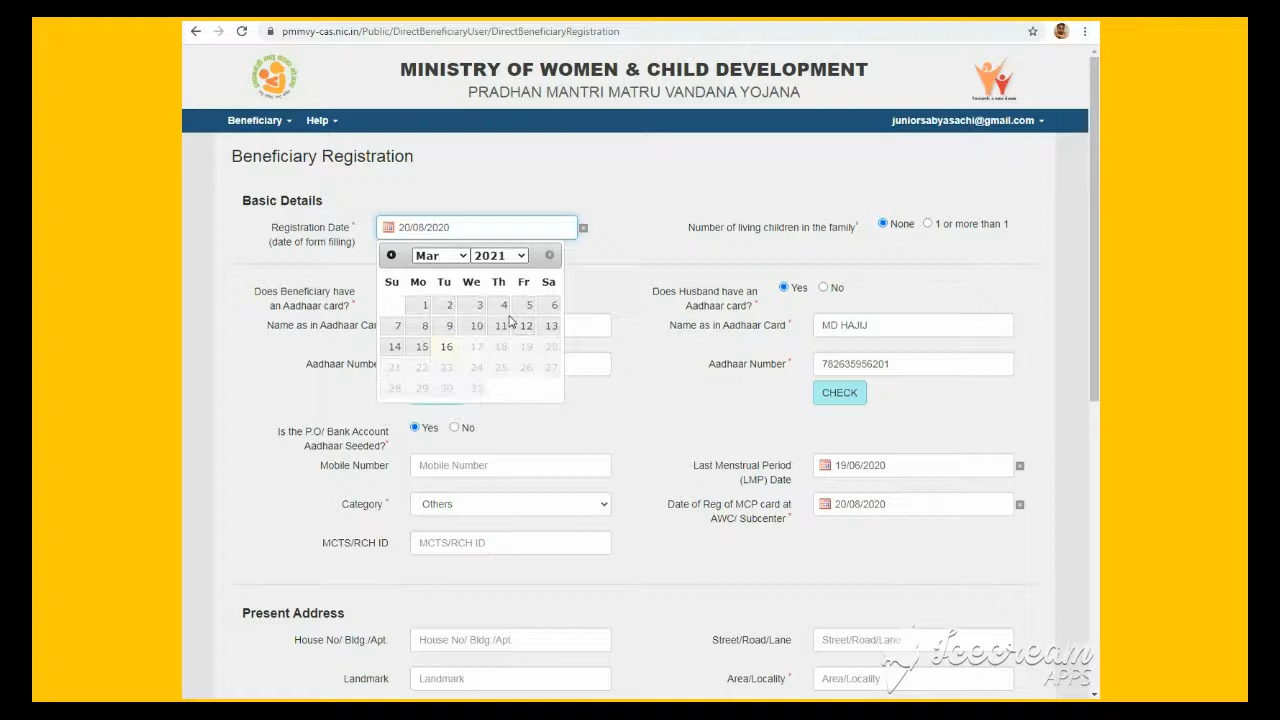 pmmvy-cas.nic.in/Public/DirectBeneficiaryUser/DirectBeneficiaryRegistration
MINISTRY OF WOMEN & CHILD DEVELOPMENT
PRADHAN MANTRI MATRU VANDANA YOJANA
Towards a new dawn
Beneficiary Help juniorsabyasachi@gmail.com
Beneficiary Registration
Basic Details
Registration Date * 20/08/2020 Number of living children in the family* None 1 or more than 1
(date of form filling)
Mar 2021
Su Mo Tu We Th Fr Sa
1 2 3 4 5 6
7 8 9 10 11 12 13
14 15 16 17 18 19 20
21 22 23 24 25 26 27
28 29 30 31
Does Beneficiary have an Aadhaar card? *
Does Husband have an Aadhaar card? * Yes No
Name as in Aadhaar Car
Name as in Aadhaar Card * MD HAJIJ
Aadhaar Numbe
Aadhaar Number * 782635956201
CHECK
Is the P.O/ Bank Account Yes No
Aadhaar Seeded?*
Mobile Number Mobile Number
Last Menstrual Period 19/06/2020
(LMP) Date
Category * Others
Date of Reg of MCP card at 20/08/2020
AWC/ Subcenter *
MCTS/RCH ID MCTS/RCH ID
Present Address
House No/ Bldg./Apt. House No/ Bldg./Apt. Street/Road/Lane Street/Road/Lane
Landmark Landmark Area/Locality * Area/Locality
Icecream
APPS